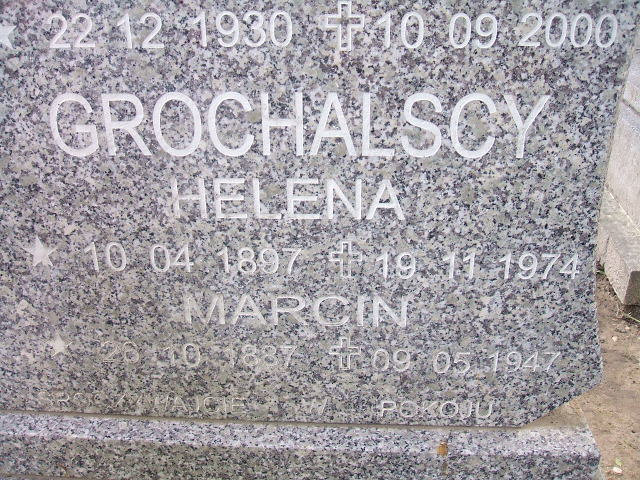 22 12 1930 10 09 2000
GROCHALSCY
HELENA
10 04 1897 19 11 1974
MARCIN
10 1887 09 05 1947
W POKOJU